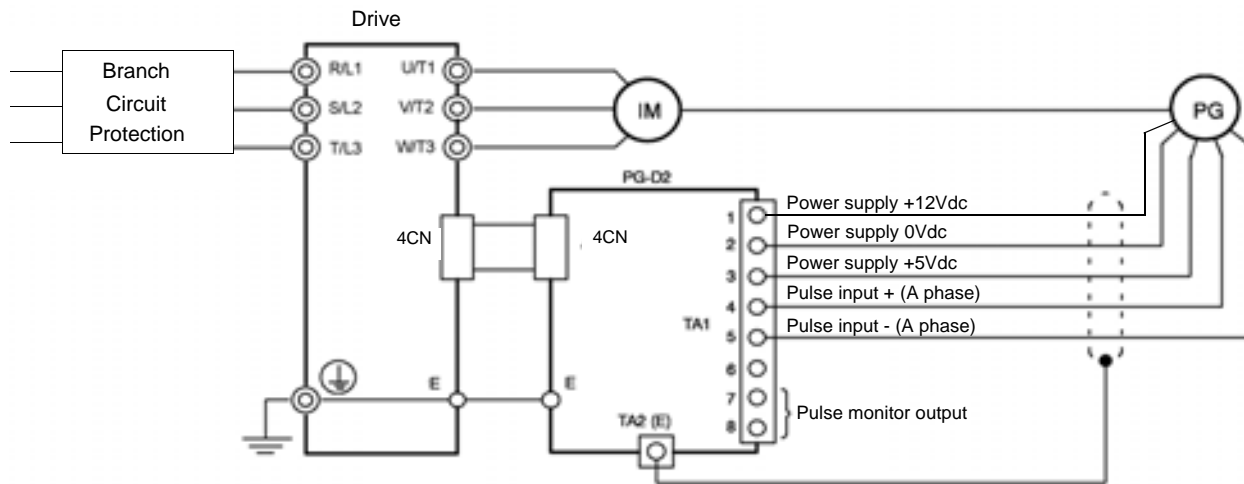 Drive
Branch
Circuit
Protection
R/L1
U/T1
S/L2
V/T2
T/L3
W/T3
IM
PG
PG-D2
4CN
4CN
1
Power supply +12Vdc
2
Power supply 0Vdc
3
Power supply +5Vdc
4
Pulse input + (A phase)
TA1
5
Pulse input - (A phase)
6
7
8
Pulse monitor output
E
E
TA2 (E)